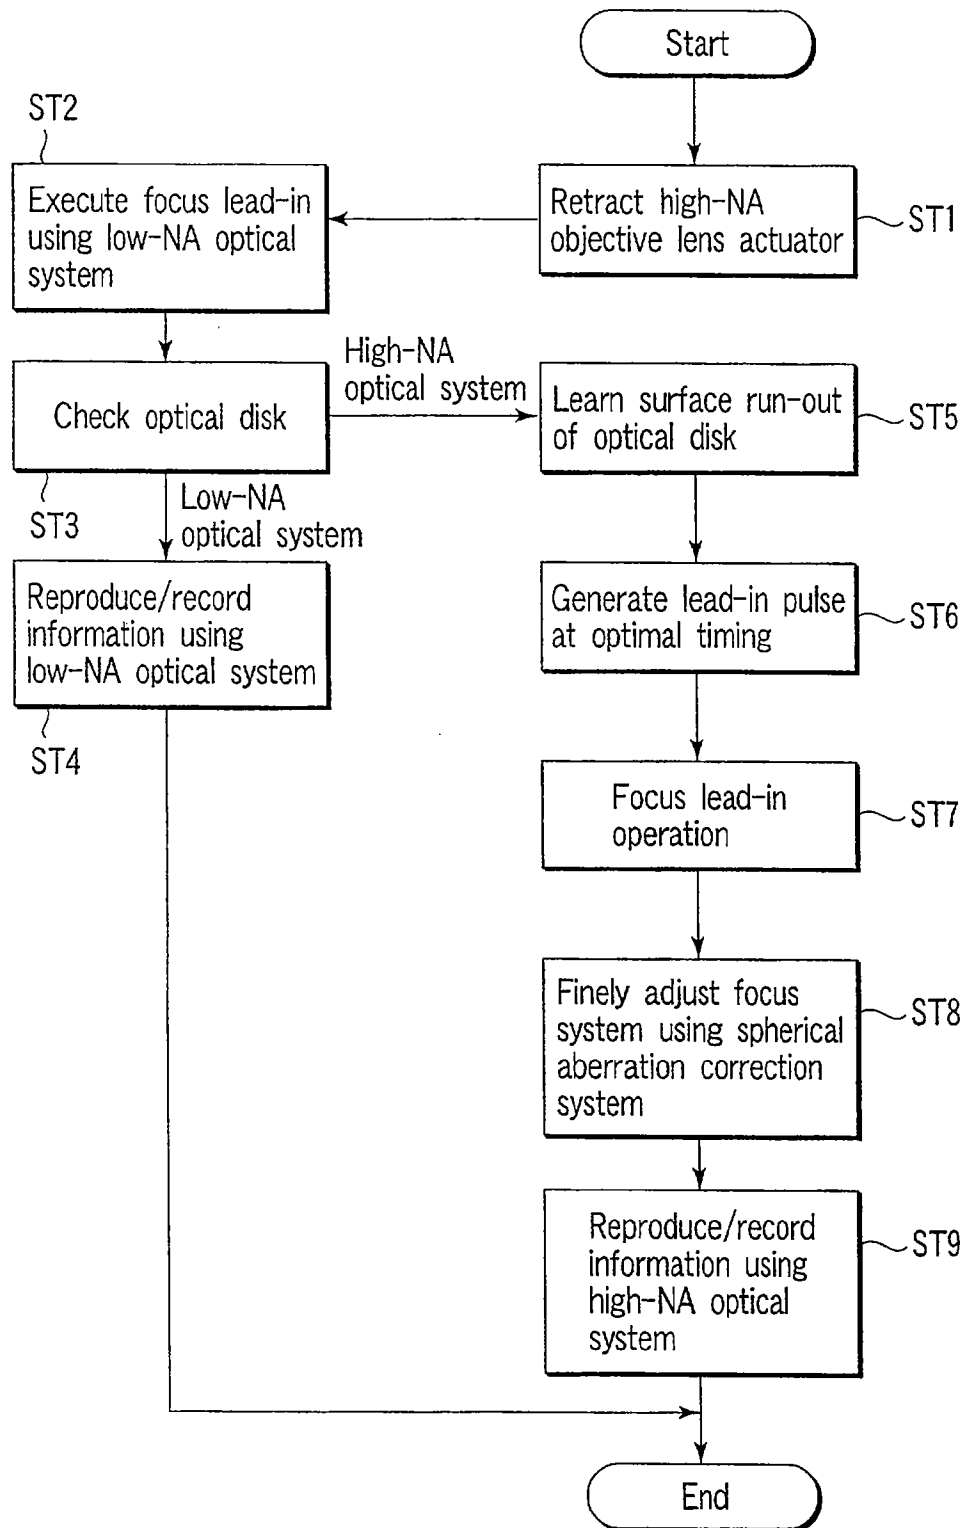 Start
ST2
Execute focus lead-in
using low-NA optical
system
Retract high-NA
objective lens actuator
ST1
High-NA
optical system
Check optical disk
Learn surface run-out
of optical disk
ST5
ST3
Low-NA
optical system
Reproduce/record
information using
low-NA optical system
Generate lead-in pulse
at optimal timing
ST6
ST4
Focus lead-in
operation
ST7
Finely adjust focus
system using spherical
aberration correction
system
ST8
Reproduce/record
information using
high-NA optical
system
ST9
End